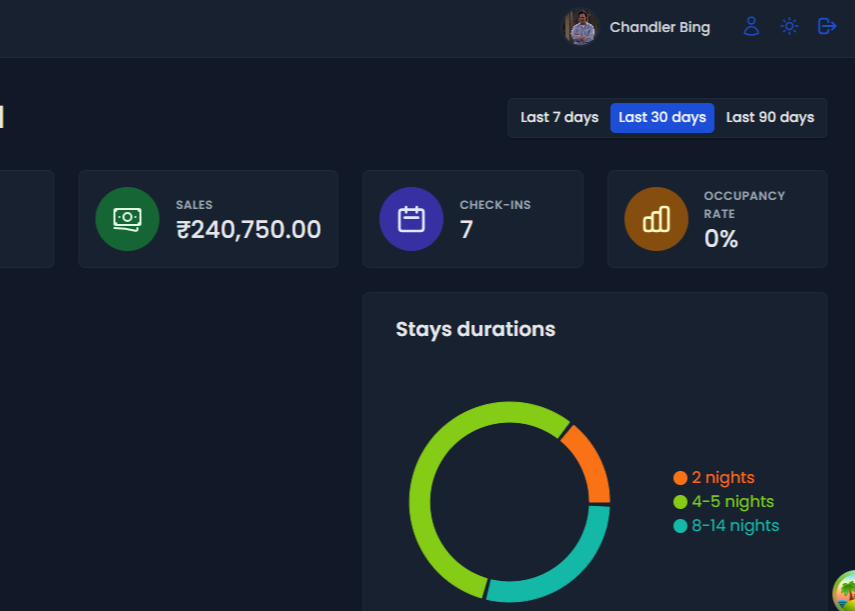 Chandler Bing
Last 7 days Last 30 days Last 90 days
SALES
₹240,750.00
CHECK-INS
7
OCCUPANCY
RATE
0%
Stays durations
2 nights
4-5 nights
8-14 nights